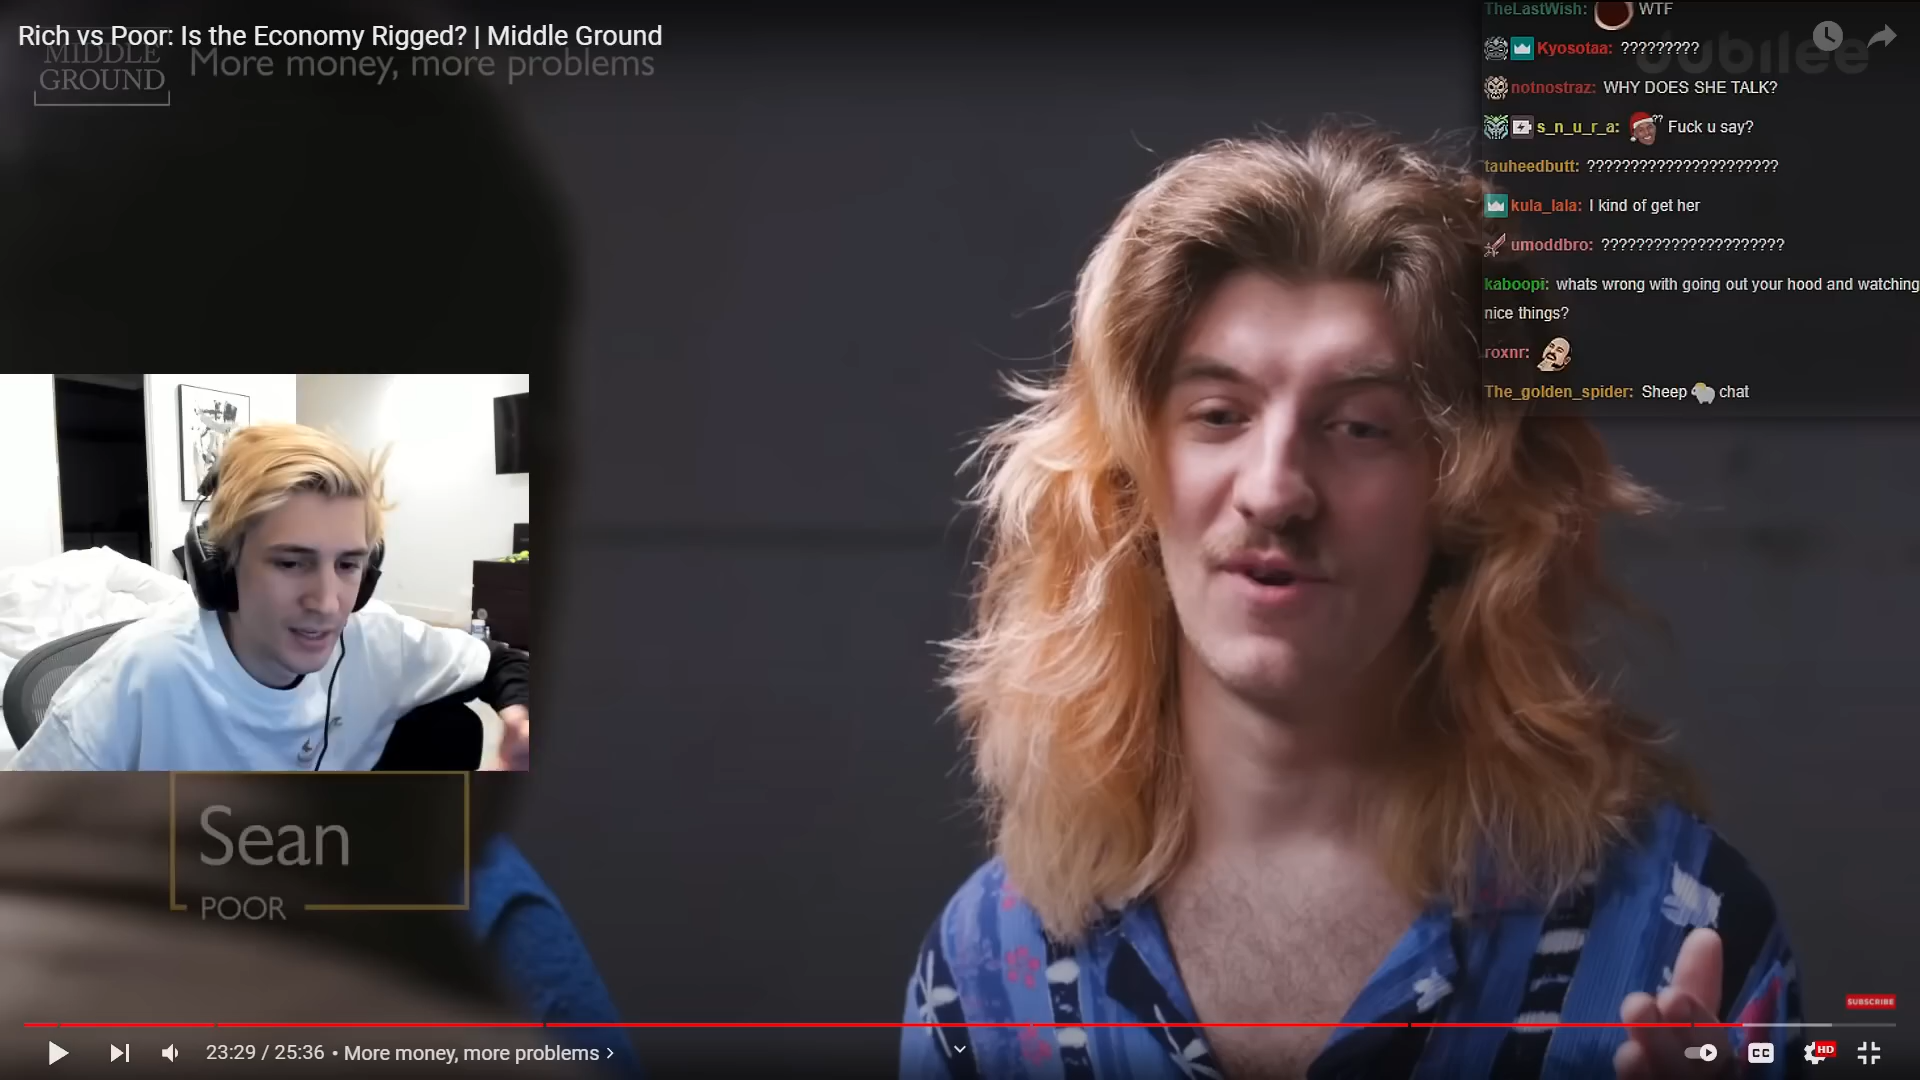 Rich vs Poor: Is the Economy Rigged? | Middle Ground
MIDDLE
GROUND
More money, more problems
jubilee
TheLastWish: WTF
Kyosotaa: ?????????
notnostraz: WHY DOES SHE TALK?
s_n_u_r_a: ?? Fuck u say?
tauheedbutt: ??????????????????????
kula_lala: I kind of get her
umoddbro: ?????????????????????
kaboopi: whats wrong with going out your hood and watching
nice things?
roxnr:
The_golden_spider: Sheep chat
Sean
POOR
SUBSCRIBE
23:29 / 25:36 • More money, more problems
CC
HD